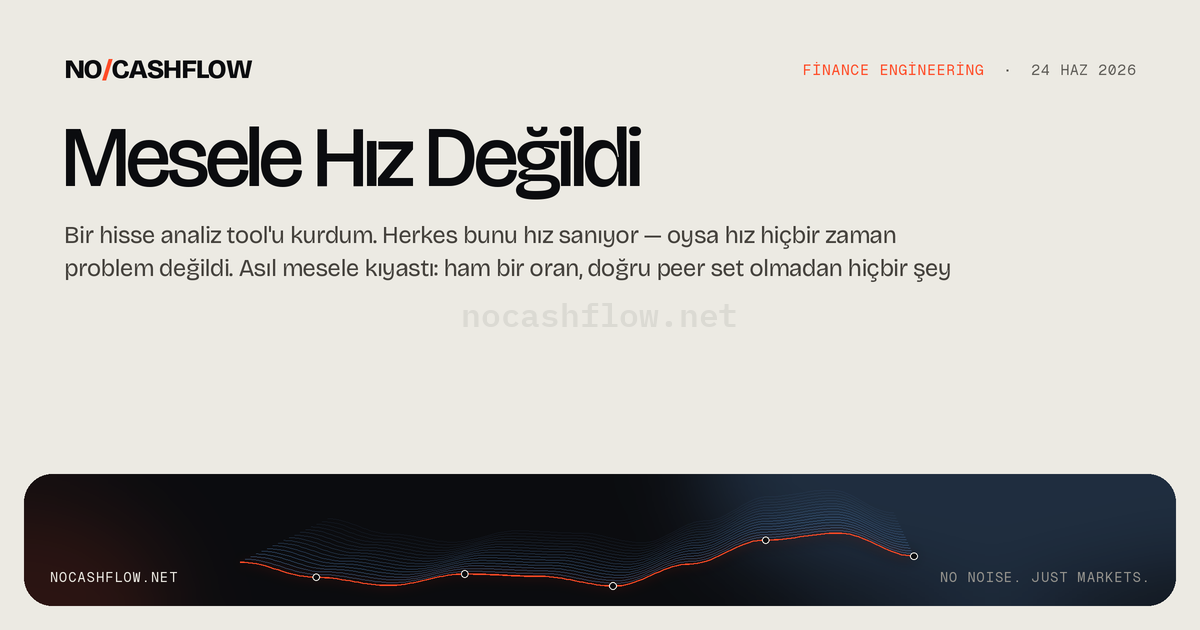 NO/CASHFLOW
FİNANCE ENGİNEERİNG · 24 HAZ 2026
Mesele Hız Değildi
Bir hisse analiz tool'u kurdum. Herkes bunu hız sanıyor — oysa hız hiçbir zaman
problem değildi. Asıl mesele kıyastı: ham bir oran, doğru peer set olmadan hiçbir şey
nocashflow.net
NOCASHFLOW.NET
NO NOISE. JUST MARKETS.